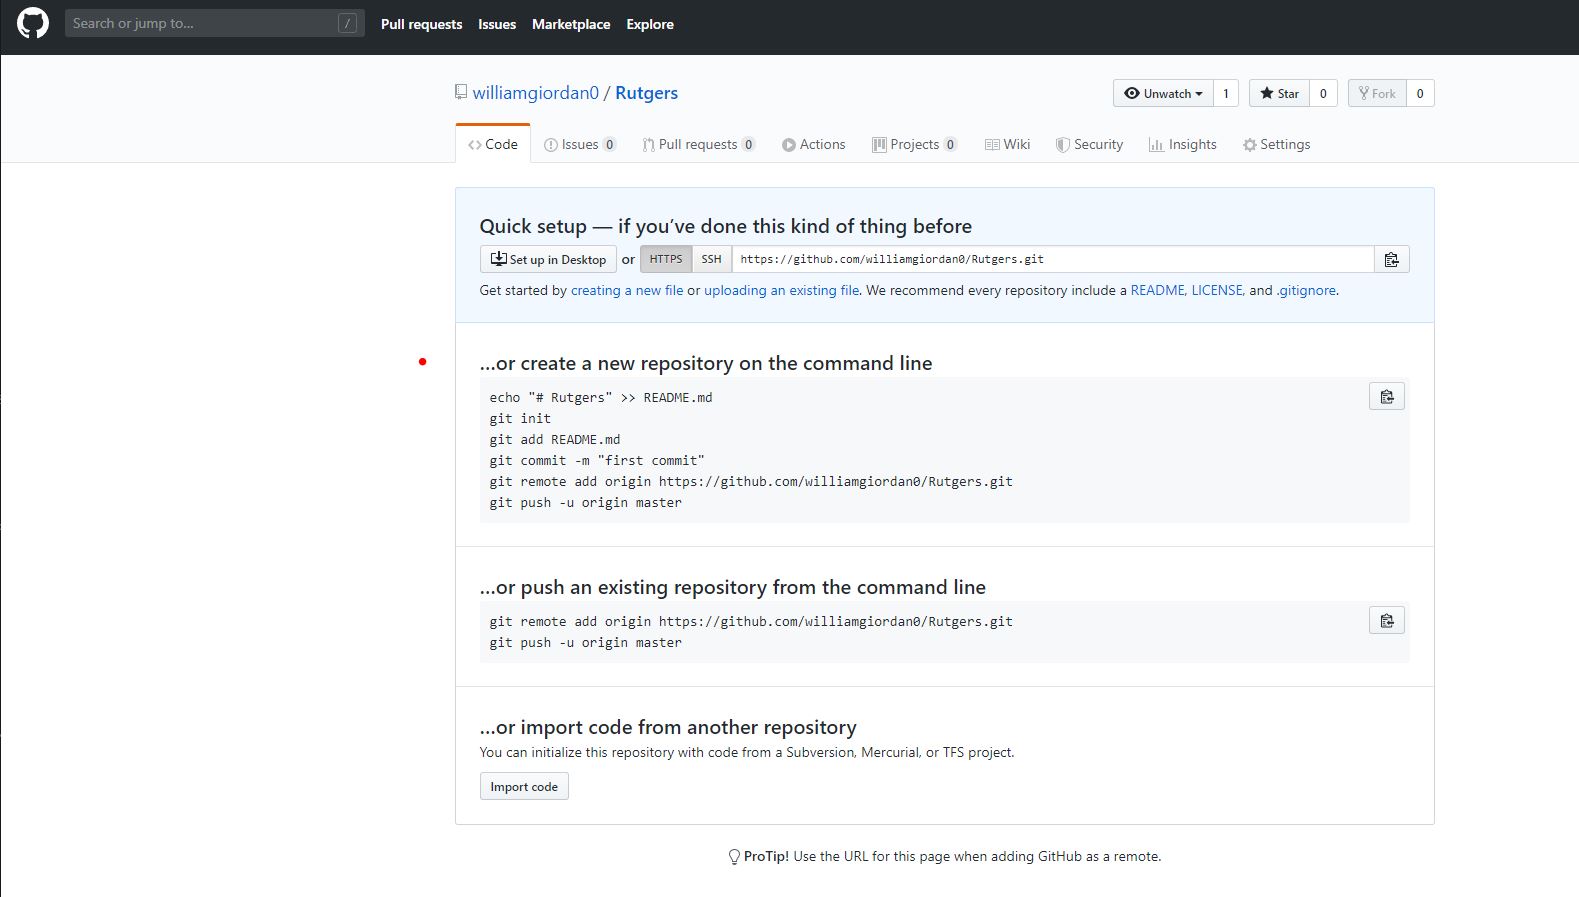 Search or jump to... /
Pull requests Issues Marketplace Explore
williamgiordan0 / Rutgers
Unwatch 1 Star 0 Fork 0
Code Issues 0 Pull requests 0 Actions Projects 0 Wiki Security Insights Settings
Quick setup — if you’ve done this kind of thing before
Set up in Desktop or HTTPS SSH https://github.com/williamgiordan0/Rutgers.git
Get started by creating a new file or uploading an existing file. We recommend every repository include a README, LICENSE, and .gitignore.
…or create a new repository on the command line
echo "# Rutgers" >> README.md
git init
git add README.md
git commit -m "first commit"
git remote add origin https://github.com/williamgiordan0/Rutgers.git
git push -u origin master
…or push an existing repository from the command line
git remote add origin https://github.com/williamgiordan0/Rutgers.git
git push -u origin master
…or import code from another repository
You can initialize this repository with code from a Subversion, Mercurial, or TFS project.
Import code
ProTip! Use the URL for this page when adding GitHub as a remote.